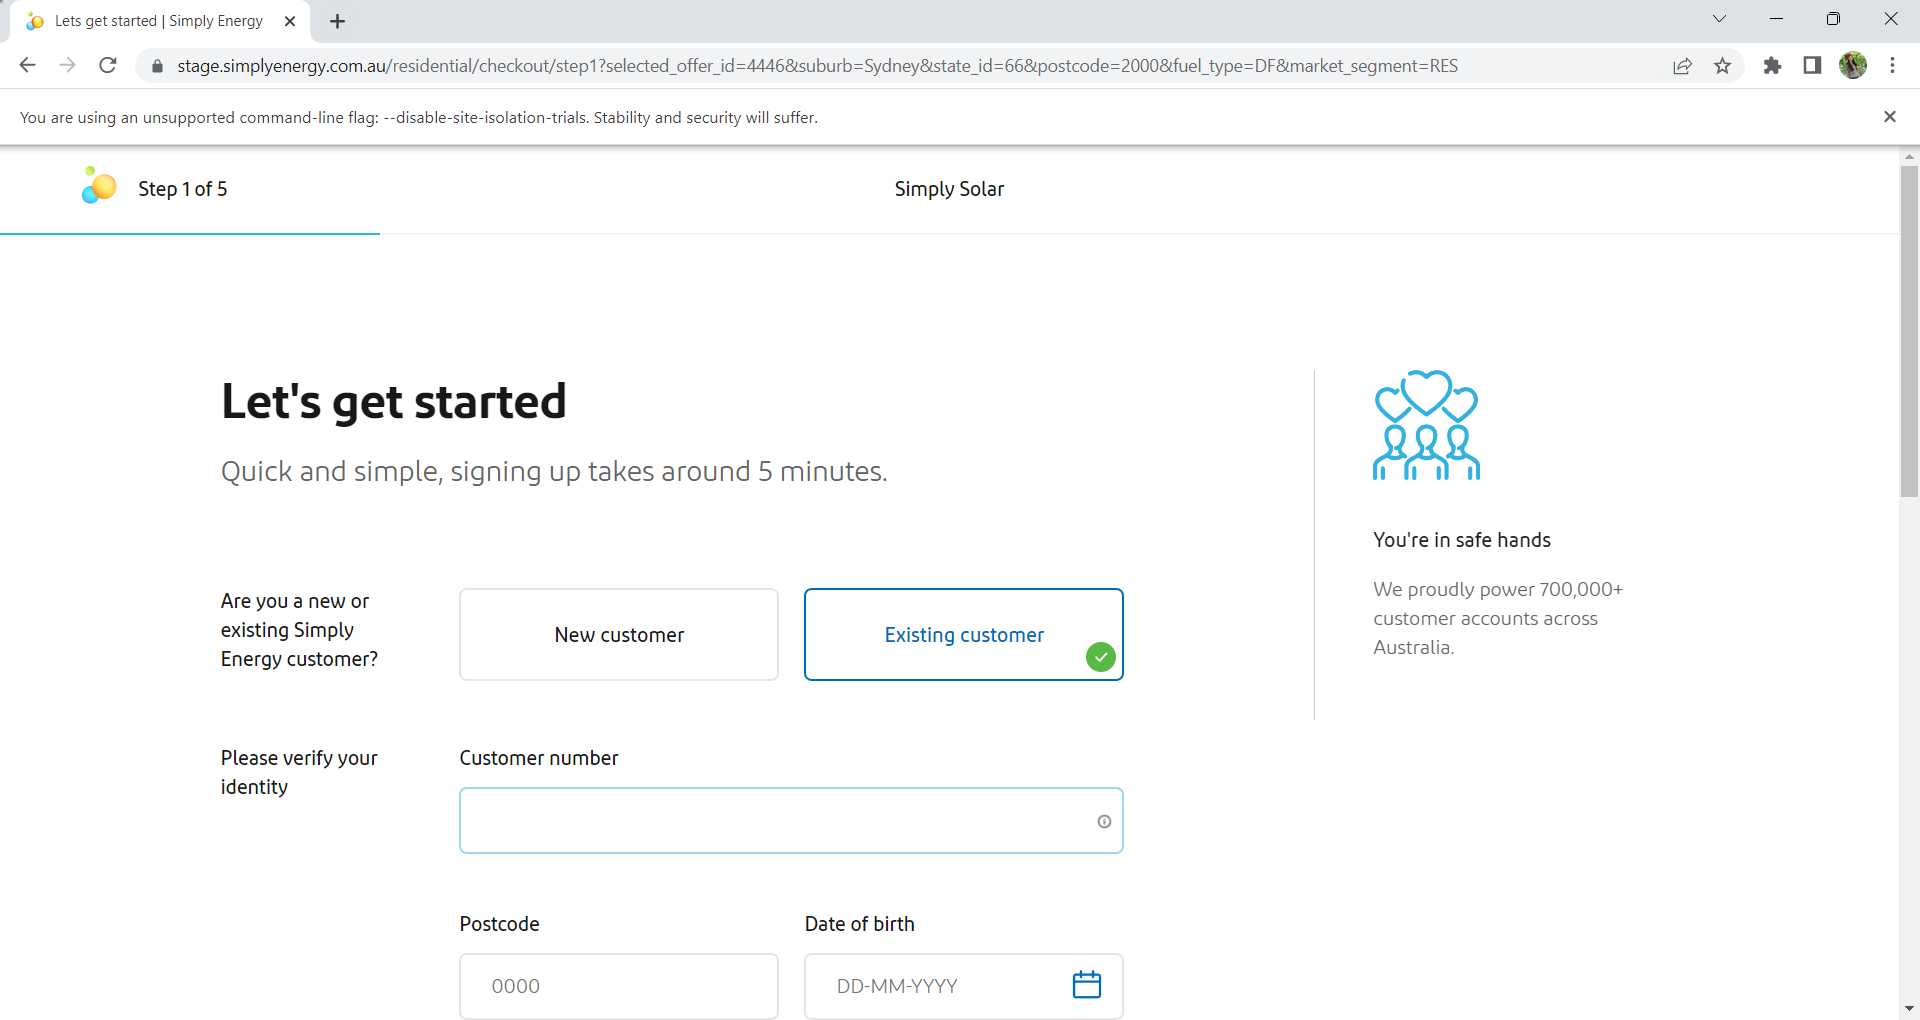 Lets get started | Simply Energy
stage.simplyenergy.com.au/residential/checkout/step1?selected_offer_id=4446&suburb=Sydney&state_id=66&postcode=2000&fuel_type=DF&market_segment=RES
You are using an unsupported command-line flag: --disable-site-isolation-trials. Stability and security will suffer.
Step 1 of 5
Simply Solar
Let's get started
Quick and simple, signing up takes around 5 minutes.
Are you a new or
existing Simply
Energy customer?
New customer
Existing customer
Please verify your
identity
Customer number
Postcode
Date of birth
0000
DD-MM-YYYY
You're in safe hands
We proudly power 700,000+
customer accounts across
Australia.